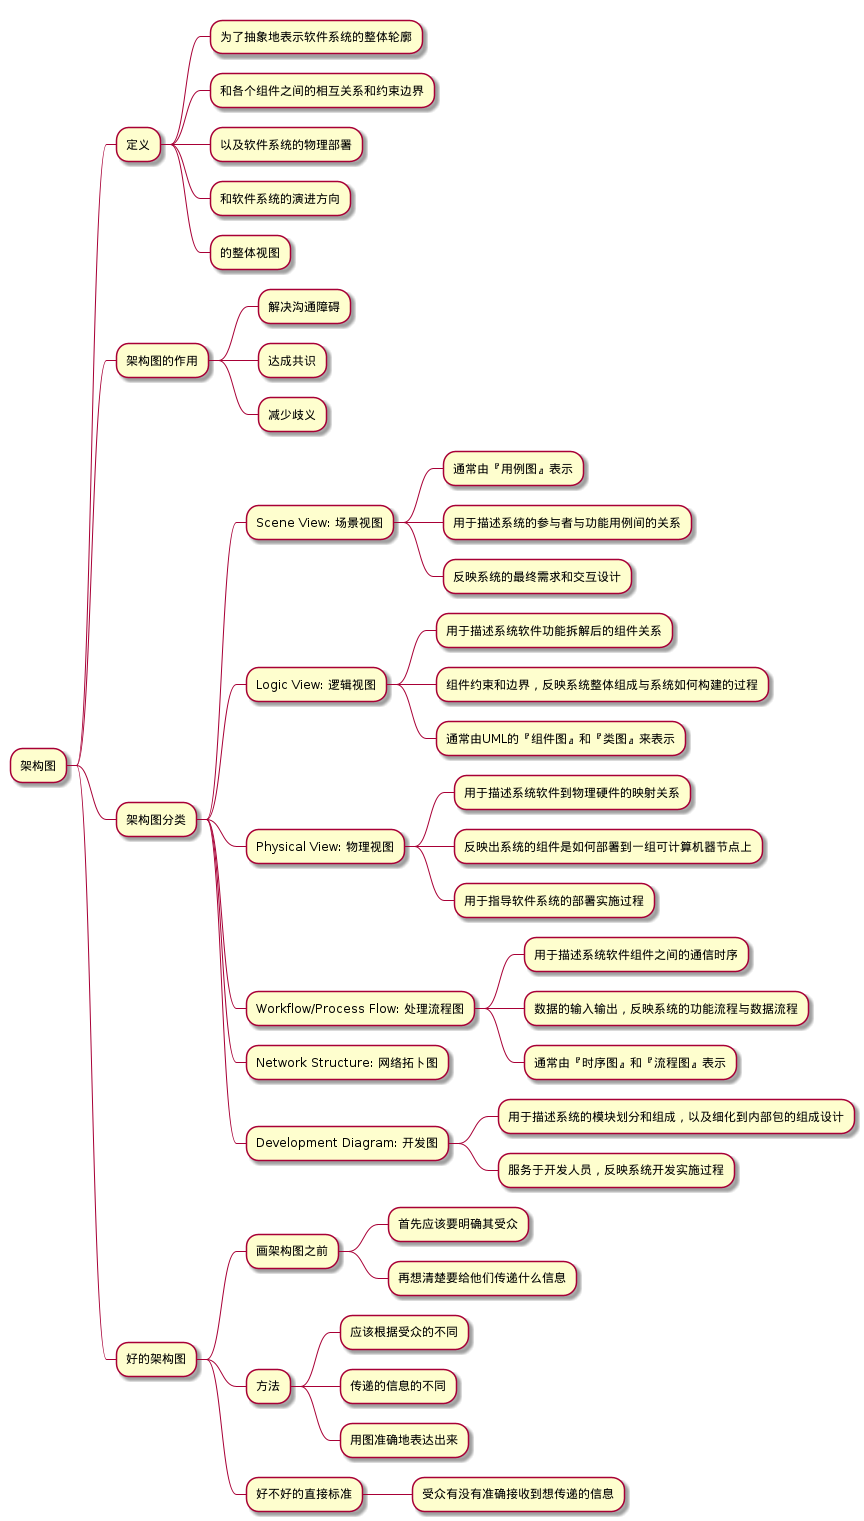 架构图
定义
为了抽象地表示软件系统的整体轮廓
和各个组件之间的相互关系和约束边界
以及软件系统的物理部署
和软件系统的演进方向
的整体视图
架构图的作用
解决沟通障碍
达成共识
减少歧义
架构图分类
Scene View: 场景视图
通常由『用例图』表示
用于描述系统的参与者与功能用例间的关系
反映系统的最终需求和交互设计
Logic View: 逻辑视图
用于描述系统软件功能拆解后的组件关系
组件约束和边界，反映系统整体组成与系统如何构建的过程
通常由UML的『组件图』和『类图』来表示
Physical View: 物理视图
用于描述系统软件到物理硬件的映射关系
反映出系统的组件是如何部署到一组可计算机器节点上
用于指导软件系统的部署实施过程
Workflow/Process Flow: 处理流程图
用于描述系统软件组件之间的通信时序
数据的输入输出，反映系统的功能流程与数据流程
通常由『时序图』和『流程图』表示
Network Structure: 网络拓卜图
Development Diagram: 开发图
用于描述系统的模块划分和组成，以及细化到内部包的组成设计
服务于开发人员，反映系统开发实施过程
好的架构图
画架构图之前
首先应该要明确其受众
再想清楚要给他们传递什么信息
方法
应该根据受众的不同
传递的信息的不同
用图准确地表达出来
好不好的直接标准
受众有没有准确接收到想传递的信息